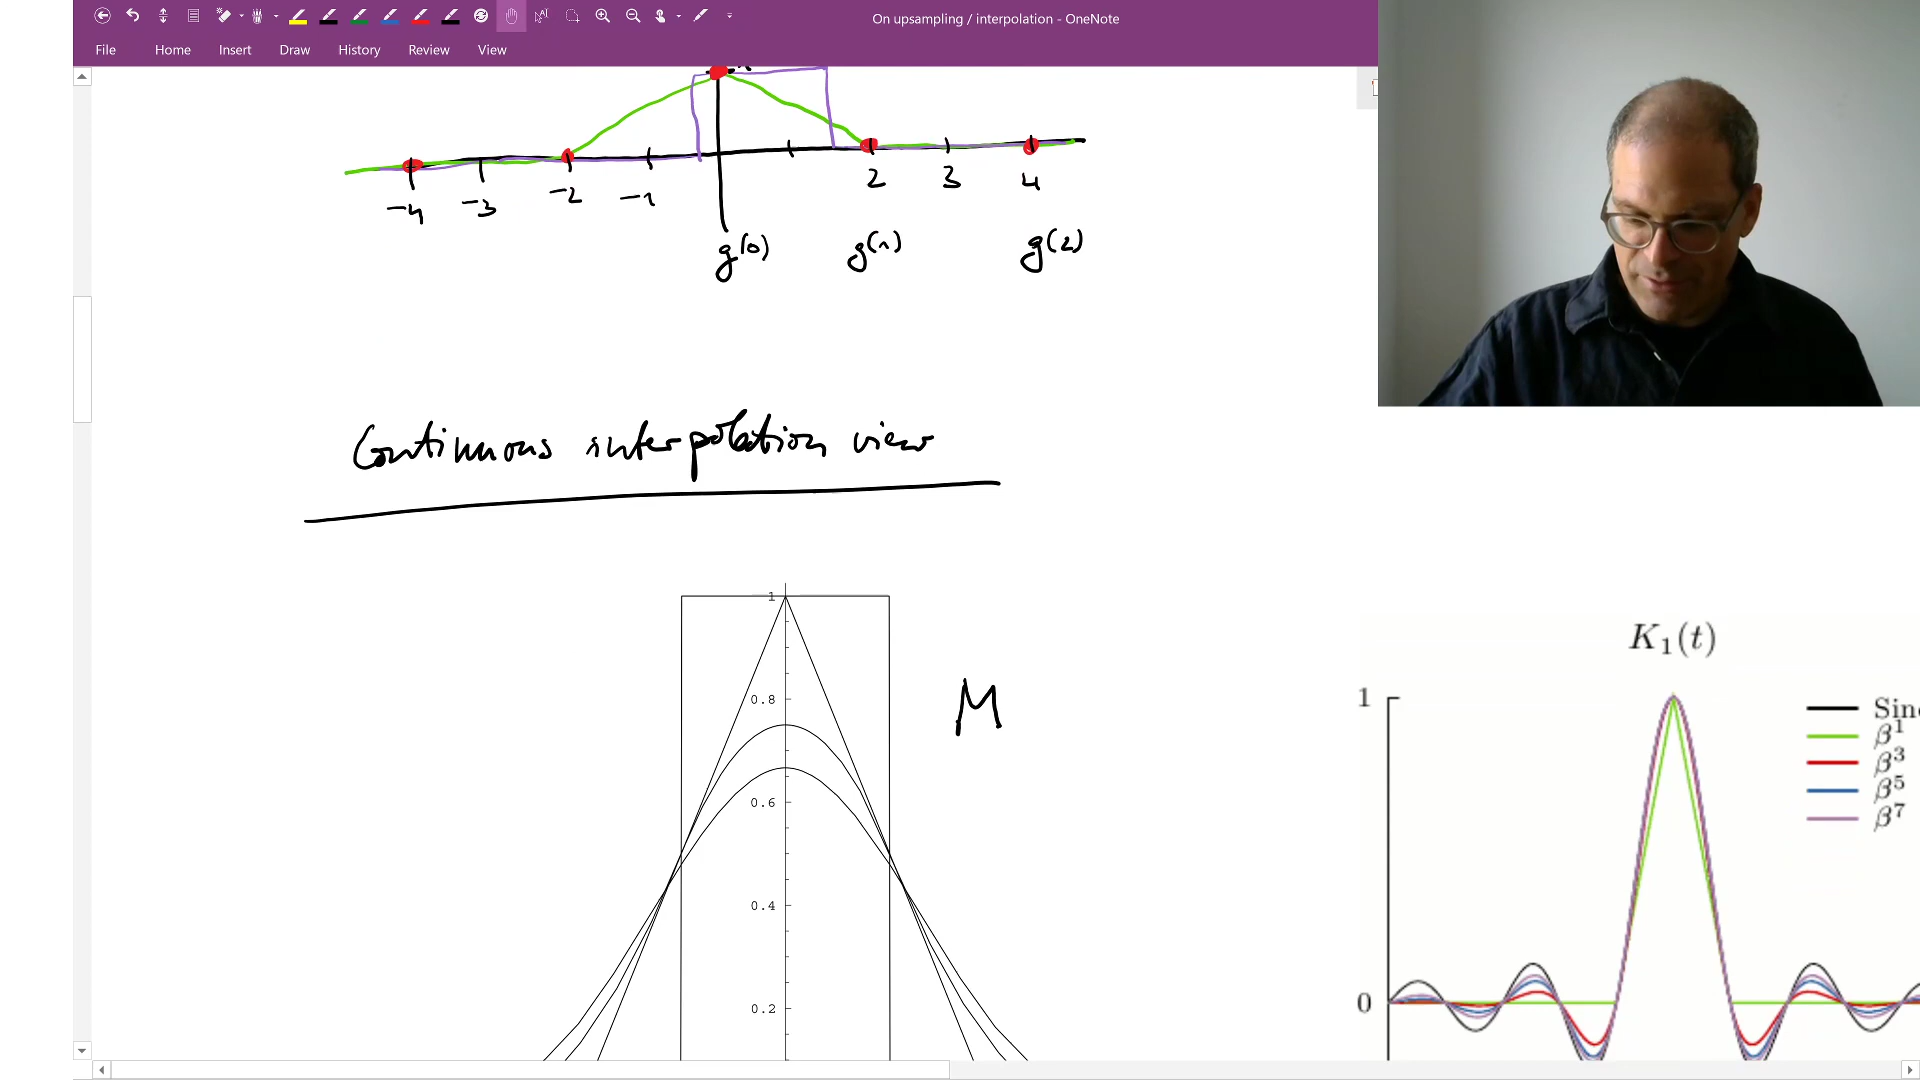 On upsampling / interpolation - OneNote
File Home Insert Draw History Review View
-4 -3 -2 -1 2 3 4
g(0) g(1) g(2)
Continuous interpolation view
1
0.8
0.6
0.4
0.2
M
K₁(t)
1
0
Sinc
β¹
β³
β⁵
β⁷